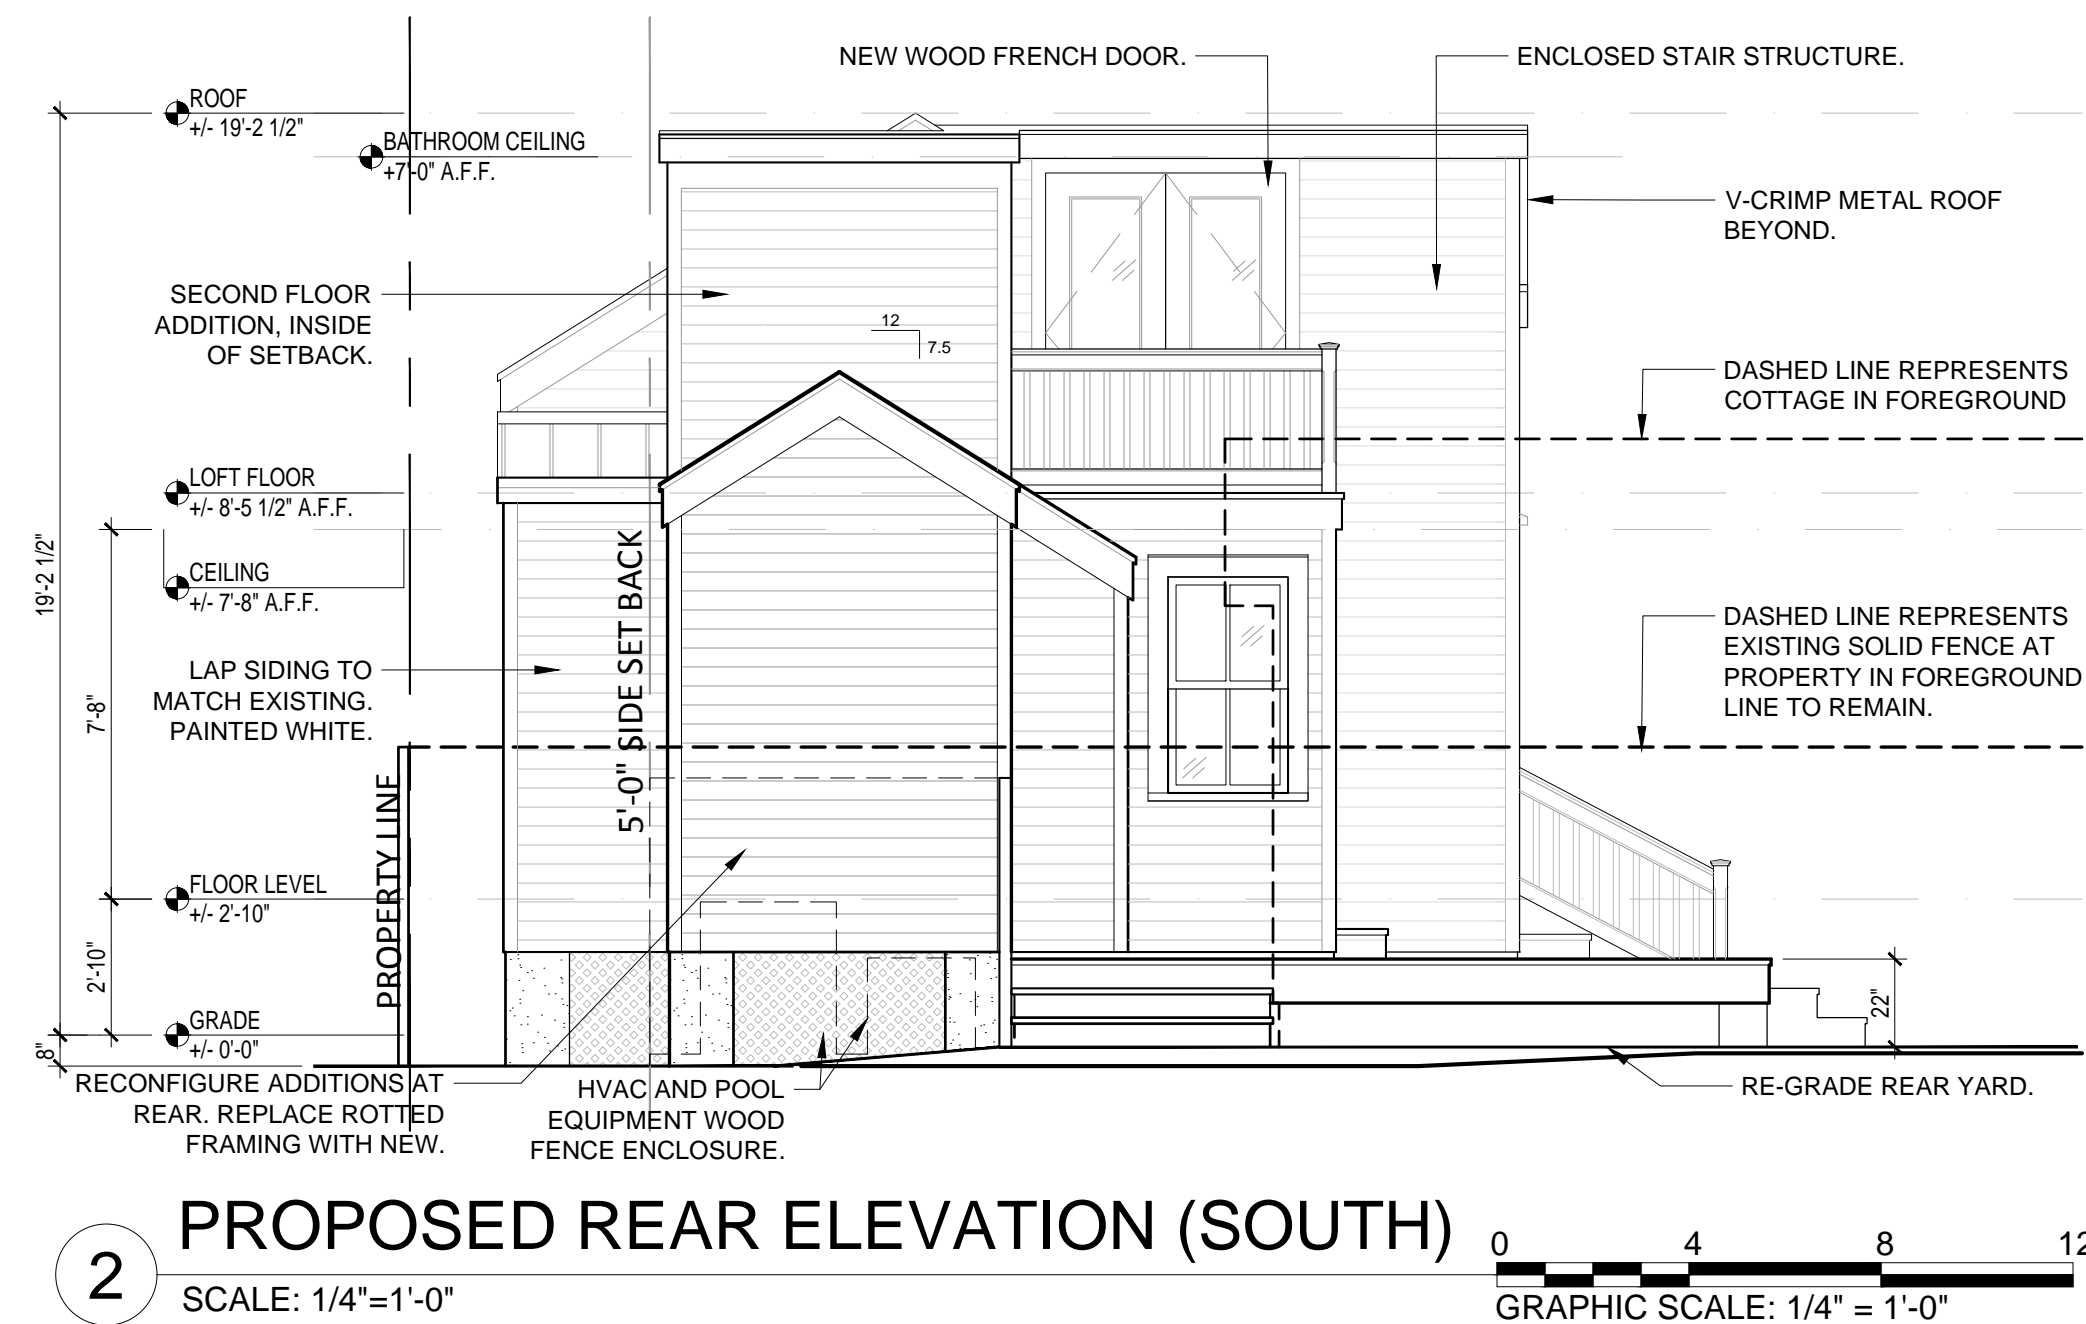 NEW WOOD FRENCH DOOR.
ENCLOSED STAIR STRUCTURE.
ROOF
+/- 19'-2 1/2"
BATHROOM CEILING
+7'-0" A.F.F.
V-CRIMP METAL ROOF
BEYOND.
SECOND FLOOR
ADDITION, INSIDE
OF SETBACK.
12
7.5
DASHED LINE REPRESENTS
COTTAGE IN FOREGROUND
LOFT FLOOR
+/- 8'-5 1/2" A.F.F.
CEILING
+/- 7'-8" A.F.F.
19'-2 1/2"
7'-8"
2'-10"
8"
LAP SIDING TO
MATCH EXISTING.
PAINTED WHITE.
5'-0" SIDE SET BACK
PROPERTY LINE
DASHED LINE REPRESENTS
EXISTING SOLID FENCE AT
PROPERTY IN FOREGROUND
LINE TO REMAIN.
FLOOR LEVEL
+/- 2'-10"
GRADE
+/- 0'-0"
22"
RECONFIGURE ADDITIONS AT
REAR. REPLACE ROTTED
FRAMING WITH NEW.
HVAC AND POOL
EQUIPMENT WOOD
FENCE ENCLOSURE.
RE-GRADE REAR YARD.
2
PROPOSED REAR ELEVATION (SOUTH)
SCALE: 1/4"=1'-0"
0 4 8 12
GRAPHIC SCALE: 1/4" = 1'-0"